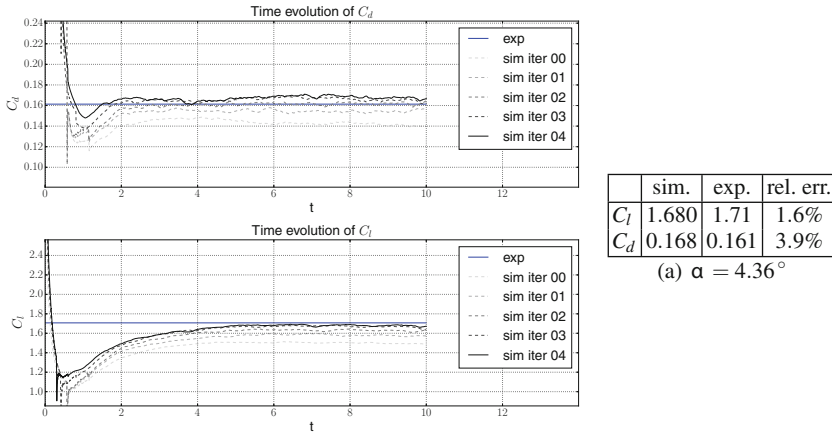 Time evolution of C_d
0.24
0.22
0.20
0.18
0.16
0.14
0.12
0.10
C_d
0
2
4
6
8
10
12
t
exp
sim iter 00
sim iter 01
sim iter 02
sim iter 03
sim iter 04
Time evolution of C_l
2.4
2.2
2.0
1.8
1.6
1.4
1.2
1.0
C_l
0
2
4
6
8
10
12
t
exp
sim iter 00
sim iter 01
sim iter 02
sim iter 03
sim iter 04
sim. exp. rel. err.
C_l 1.680 1.71 1.6%
C_d 0.168 0.161 3.9%
(a) α = 4.36°